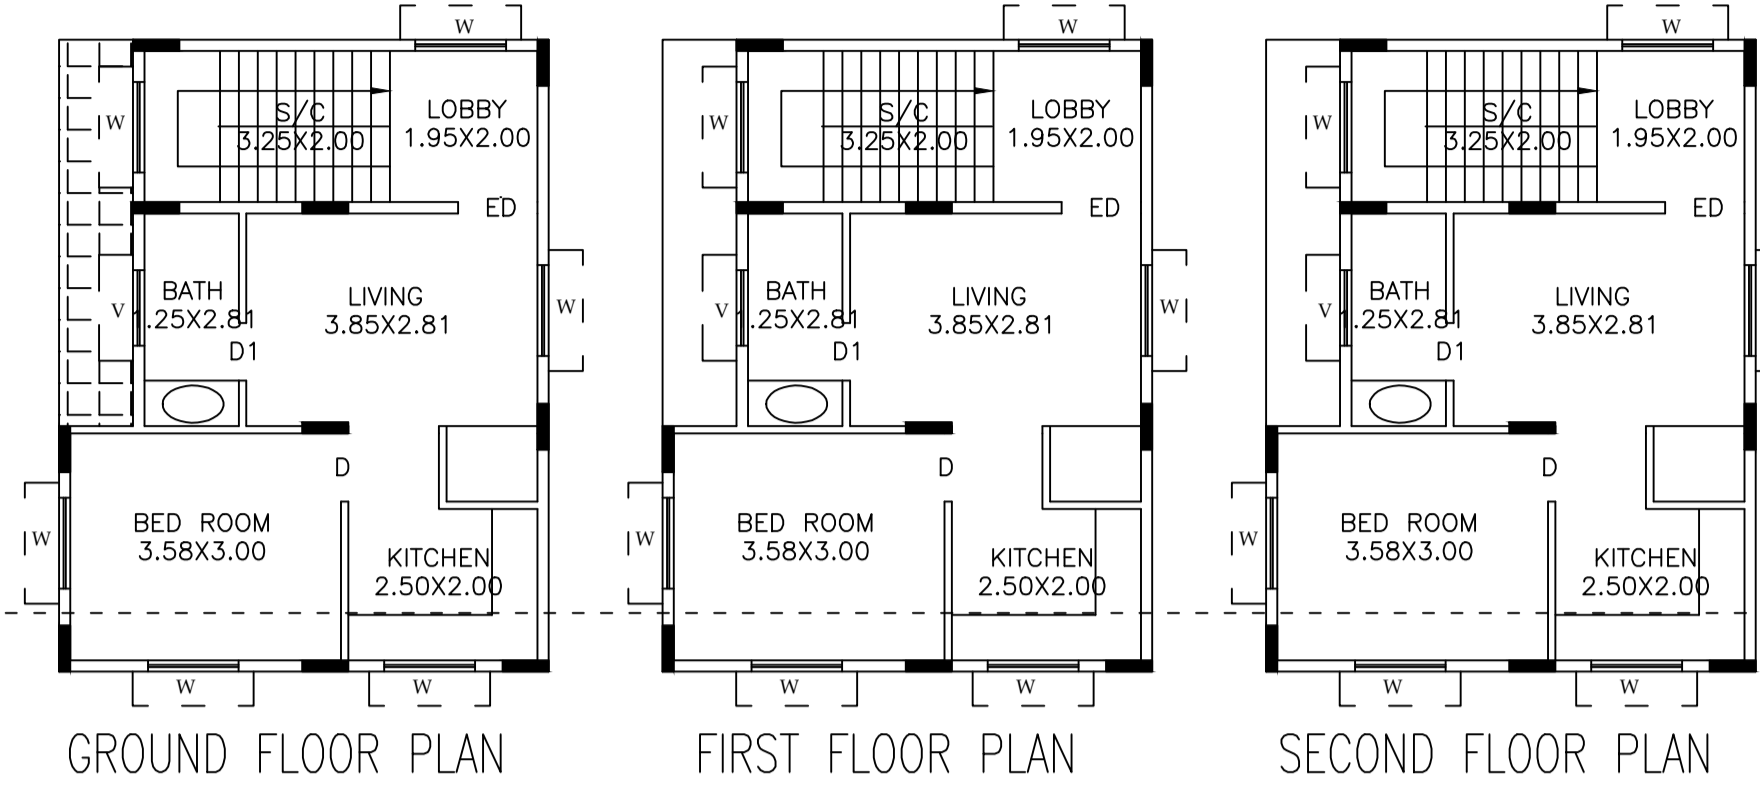 W
W
S/C
3.25X2.00
LOBBY
1.95X2.00
ED
BATH
1.25X2.81
V
LIVING
3.85X2.81
W
D1
D
W
BED ROOM
3.58X3.00
KITCHEN
2.50X2.00
W
W
GROUND FLOOR PLAN
W
W
S/C
3.25X2.00
LOBBY
1.95X2.00
ED
BATH
1.25X2.81
V
LIVING
3.85X2.81
W
D1
D
W
BED ROOM
3.58X3.00
KITCHEN
2.50X2.00
W
W
FIRST FLOOR PLAN
W
W
S/C
3.25X2.00
LOBBY
1.95X2.00
ED
BATH
1.25X2.81
V
LIVING
3.85X2.81
D1
D
W
BED ROOM
3.58X3.00
KITCHEN
2.50X2.00
W
W
SECOND FLOOR PLAN